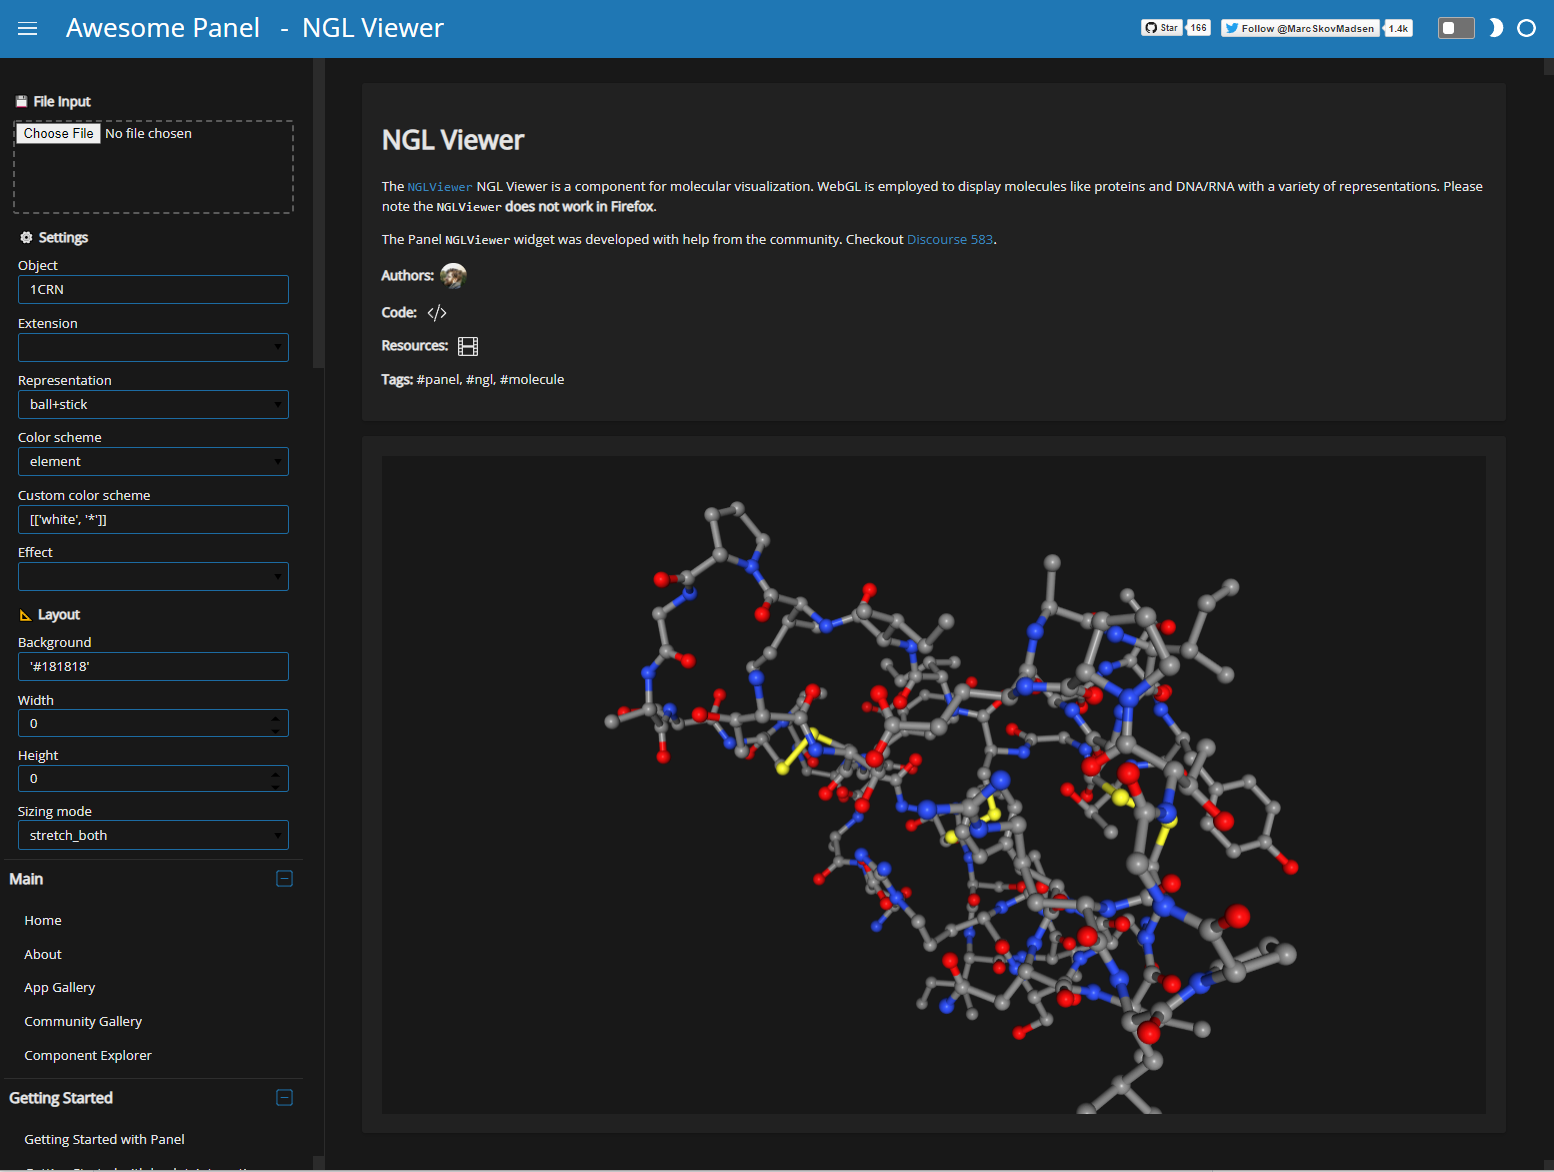 Awesome Panel - NGL Viewer
Star 166
Follow @MarcSkovMadsen 1.4k
File Input
Choose File No file chosen
Settings
Object
1CRN
Extension
Representation
ball+stick
Color scheme
element
Custom color scheme
[['white', '*']]
Effect
Layout
Background
'#181818'
Width
0
Height
0
Sizing mode
stretch_both
Main
Home
About
App Gallery
Community Gallery
Component Explorer
Getting Started
Getting Started with Panel
NGL Viewer
The NGLViewer NGL Viewer is a component for molecular visualization. WebGL is employed to display molecules like proteins and DNA/RNA with a variety of representations. Please
note the NGLViewer does not work in Firefox.
The Panel NGLViewer widget was developed with help from the community. Checkout Discourse 583.
Authors:
Code:
Resources:
Tags: #panel, #ngl, #molecule